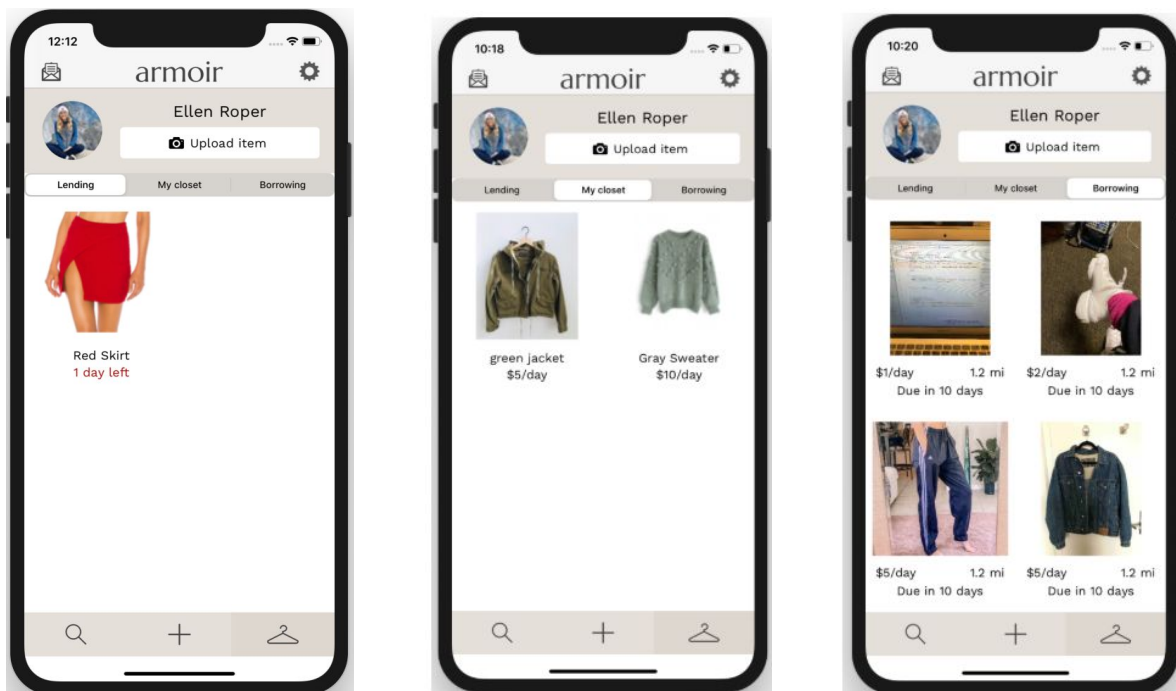 12:12
armoir
Ellen Roper
Upload item
Lending My closet Borrowing
Red Skirt
1 day left
10:18
armoir
Ellen Roper
Upload item
Lending My closet Borrowing
green jacket Gray Sweater
$5/day $10/day
10:20
armoir
Ellen Roper
Upload item
Lending My closet Borrowing
$1/day 1.2 mi $2/day 1.2 mi
Due in 10 days Due in 10 days
$5/day 1.2 mi $5/day 1.2 mi
Due in 10 days Due in 10 days